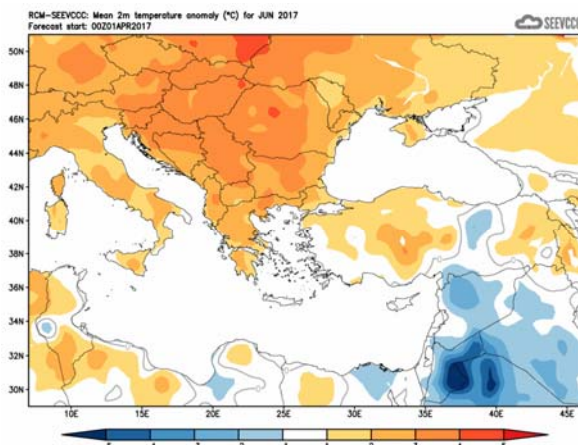 RCM-SEEVCCC: Mean 2m temperature anomaly (°C) for JUN 2017
Forecast start: 00Z01APR2017
SEEVCCC
50N
48N
46N
44N
42N
40N
38N
36N
34N
32N
30N
10E 15E 20E 25E 30E 35E 40E 45E